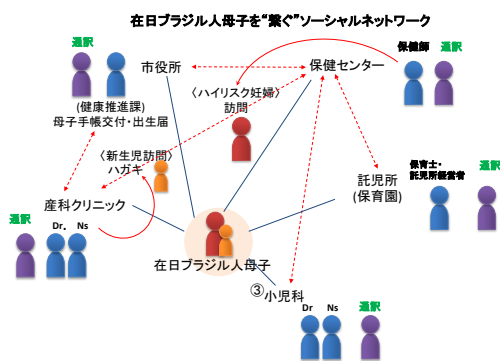 在日ブラジル人母子を“繋ぐ”ソーシャルネットワーク
通訳
市役所
保健センター
保健師
通訳
(健康推進課)
母子手帳交付・出生届
〈ハイリスク妊婦〉
訪問
〈新生児訪問〉
ハガキ
産科クリニック
保育士・
託児所経営者
通訳
託児所
(保育園)
通訳
Dr.
Ns
在日ブラジル人母子
③小児科
Dr
Ns
通訳